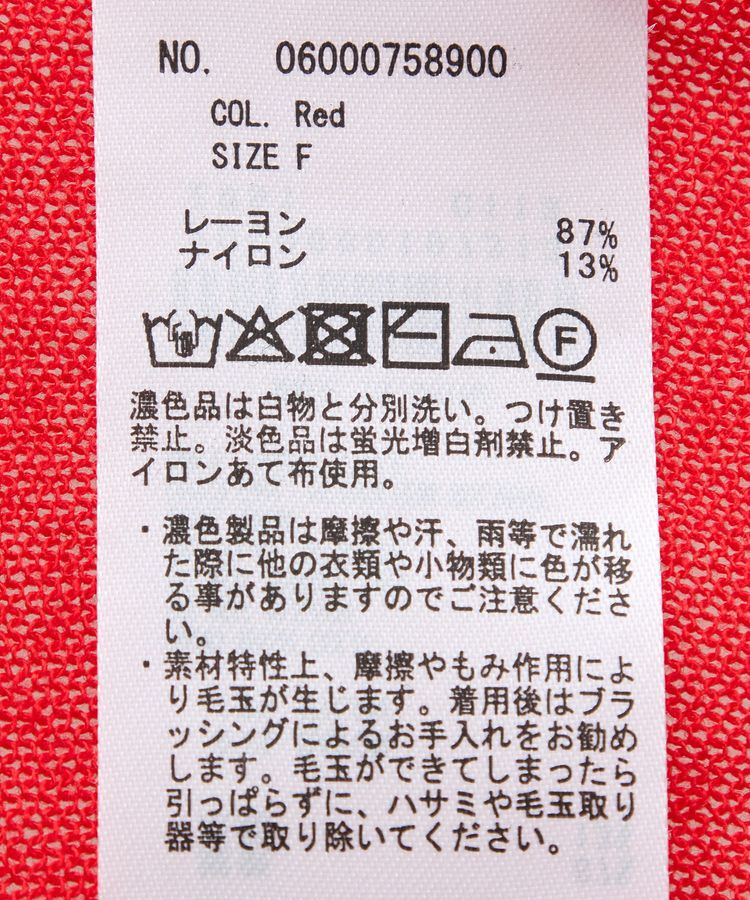 NO. 06000758900
COL. Red
SIZE F
レーヨン 87%
ナイロン 13%
F
濃色品は白物と分別洗い。つけ置き
禁止。淡色品は蛍光増白剤禁止。ア
イロンあて布使用。
・濃色製品は摩擦や汗、雨等で濡れ
た際に他の衣類や小物類に色が移
る事がありますのでご注意くださ
い。
・素材特性上、摩擦やもみ作用によ
り毛玉が生じます。着用後はブラ
ッシングによるお手入れをお勧め
します。毛玉ができてしまったら
引っぱらずに、ハサミや毛玉取り
器等で取り除いてください。